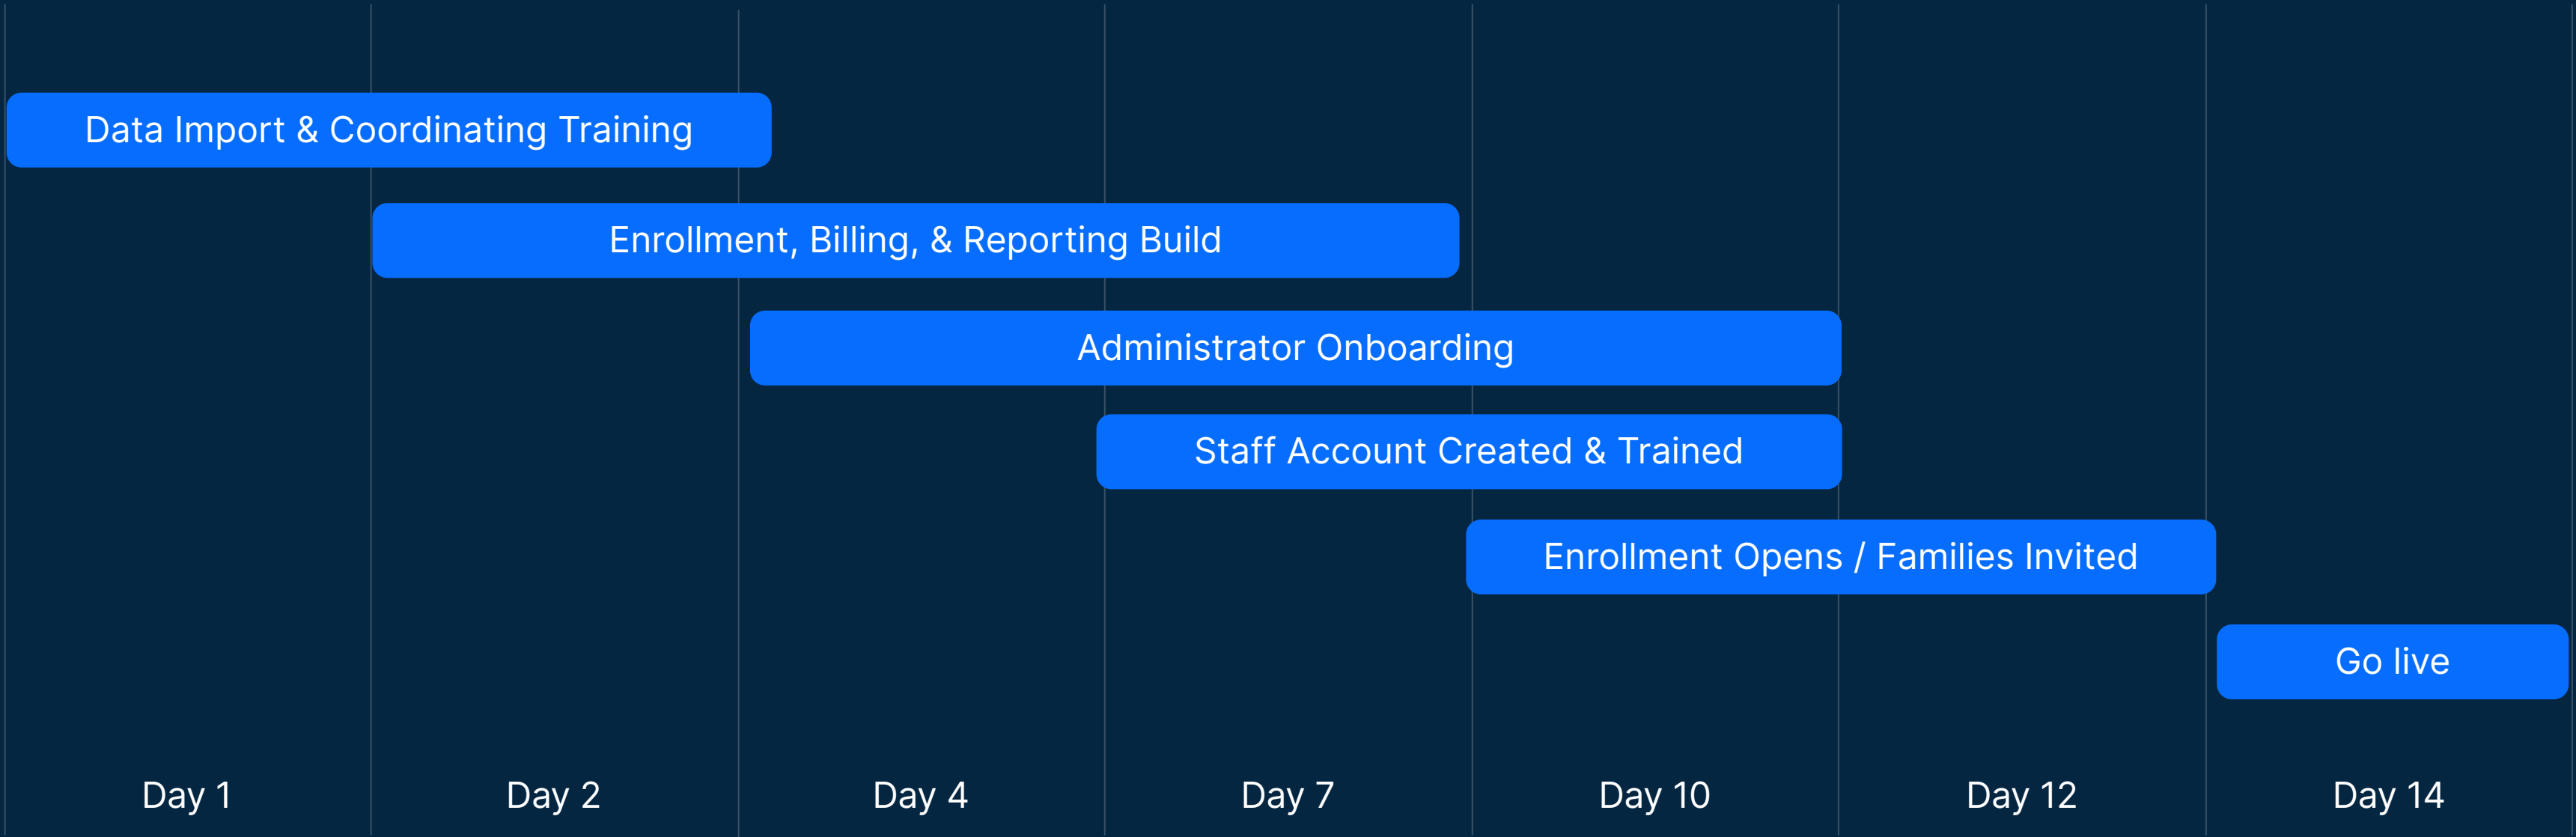 Data Import & Coordinating Training
Enrollment, Billing, & Reporting Build
Administrator Onboarding
Staff Account Created & Trained
Enrollment Opens / Families Invited
Go live
Day 1
Day 2
Day 4
Day 7
Day 10
Day 12
Day 14